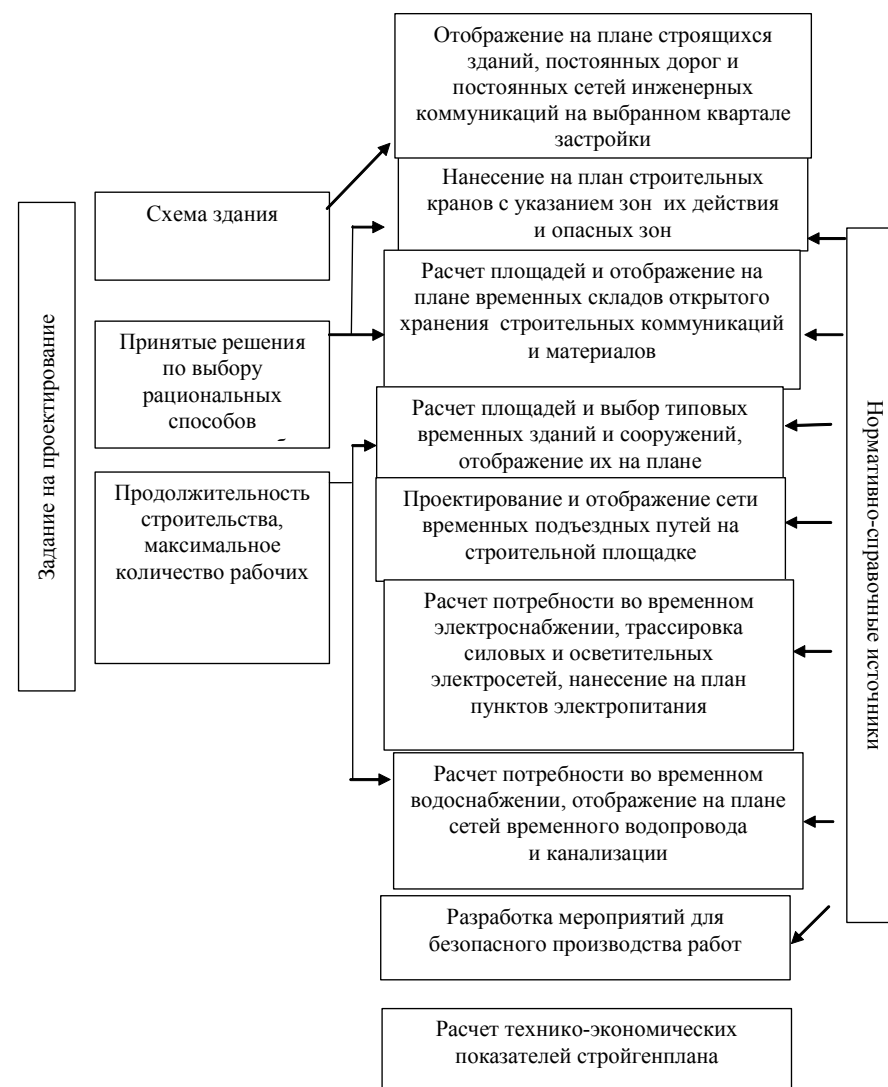 Задание на проектирование
Схема здания
Принятые решения
по выбору
рациональных
способов
Продолжительность
строительства,
максимальное
количество рабочих
Отображение на плане строящихся
зданий, постоянных дорог и
постоянных сетей инженерных
коммуникаций на выбранном квартале
застройки
Нанесение на план строительных
кранов с указанием зон их действия
и опасных зон
Расчет площадей и отображение на
плане временных складов открытого
хранения строительных коммуникаций
и материалов
Расчет площадей и выбор типовых
временных зданий и сооружений,
отображение их на плане
Проектирование и отображение сети
временных подъездных путей на
строительной площадке
Расчет потребности во временном
электроснабжении, трассировка
силовых и осветительных
электросетей, нанесение на план
пунктов электропитания
Расчет потребности во временном
водоснабжении, отображение на плане
сетей временного водопровода
и канализации
Разработка мероприятий для
безопасного производства работ
Расчет технико-экономических
показателей стройгенплана
Нормативно-справочные источники